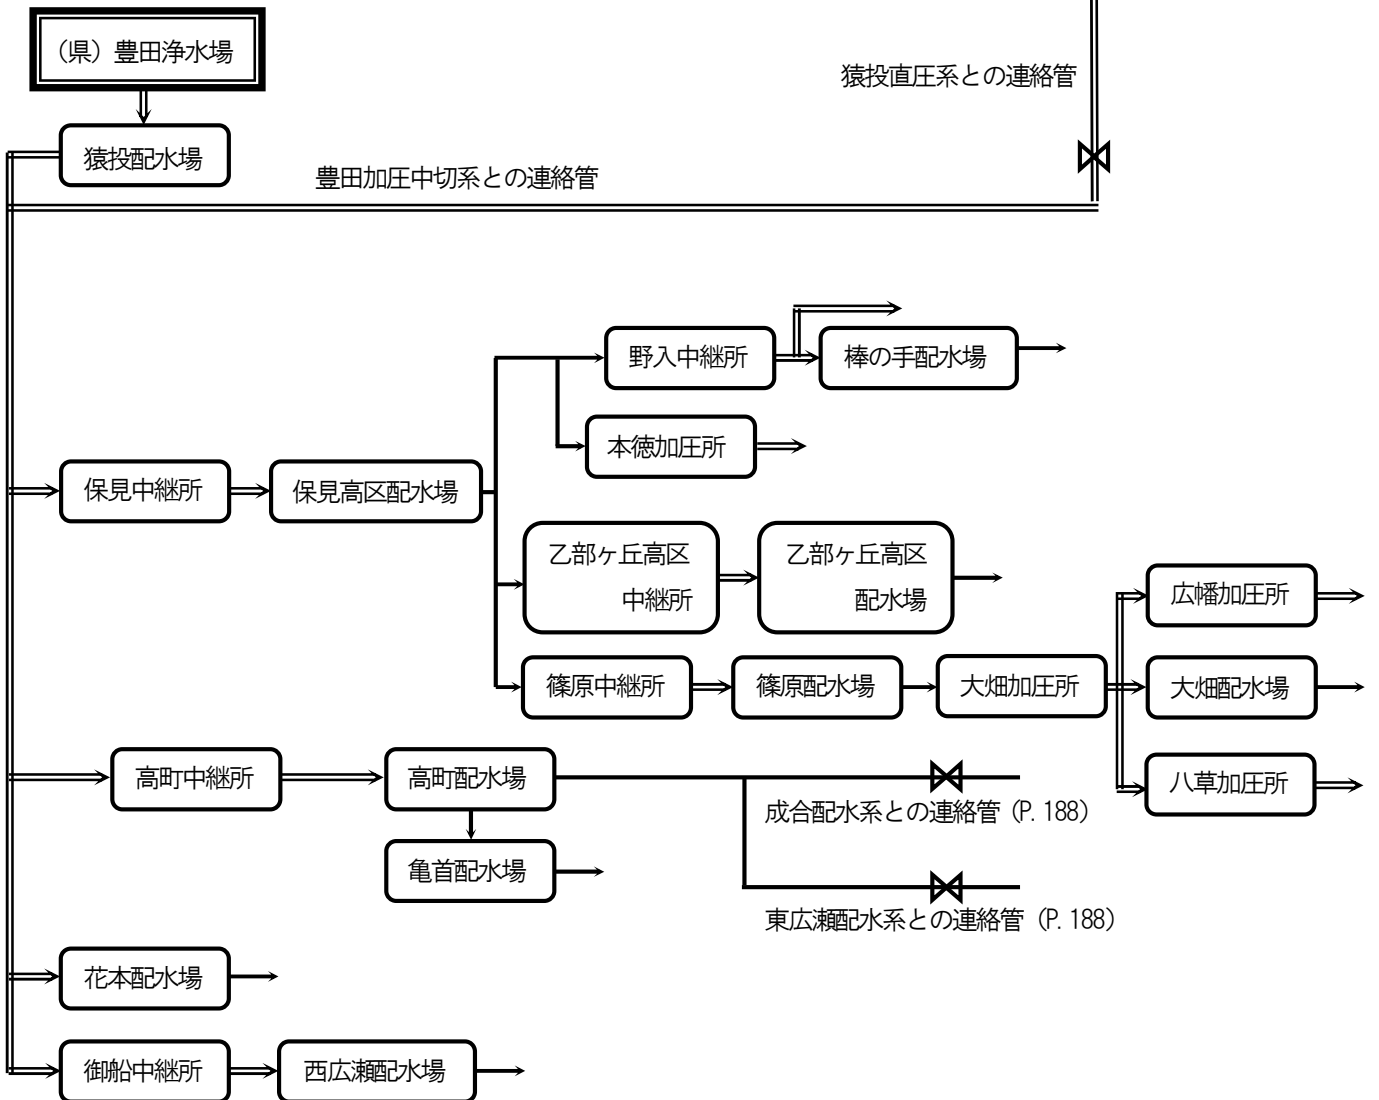 （県）豊田浄水場
猿投直圧系との連絡管
猿投配水場
豊田加圧中切系との連絡管
野入中継所
棒の手配水場
本徳加圧所
保見中継所
保見高区配水場
乙部ヶ丘高区
中継所
乙部ヶ丘高区
配水場
広幡加圧所
篠原中継所
篠原配水場
大畑加圧所
大畑配水場
高町中継所
高町配水場
八草加圧所
成合配水系との連絡管（P. 188）
亀首配水場
東広瀬配水系との連絡管（P. 188）
花本配水場
御船中継所
西広瀬配水場